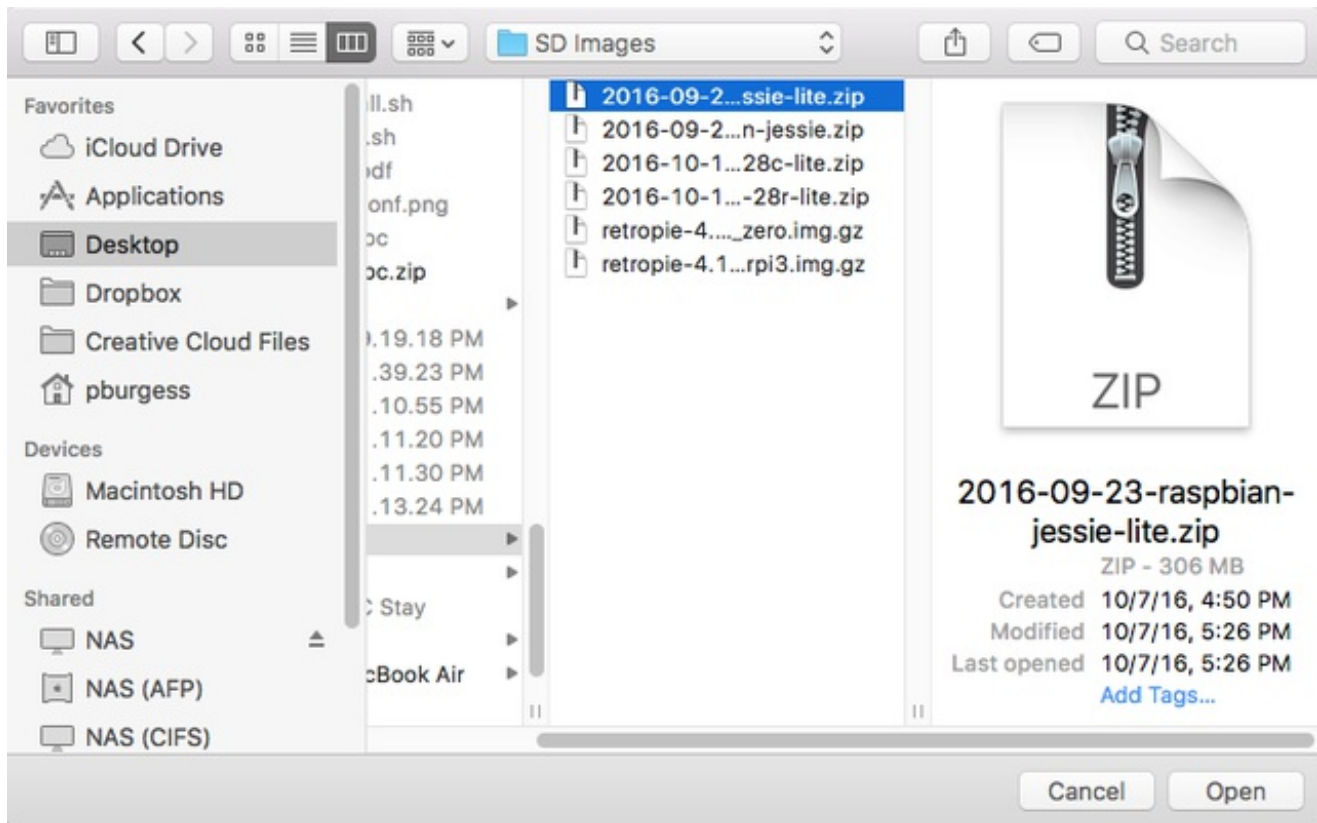 SD Images
Search
Favorites
iCloud Drive
Applications
Desktop
Dropbox
Creative Cloud Files
pburgess
Devices
Macintosh HD
Remote Disc
Shared
NAS
NAS (AFP)
NAS (CIFS)
ll.sh
.sh
df
onf.png
oc
oc.zip
.19.18 PM
.39.23 PM
.10.55 PM
.11.20 PM
.11.30 PM
.13.24 PM
C Stay
cBook Air
2016-09-2...ssie-lite.zip
2016-09-2...n-jessie.zip
2016-10-1...28c-lite.zip
2016-10-1...-28r-lite.zip
retropie-4...._zero.img.gz
retropie-4.1...rpi3.img.gz
ZIP
2016-09-23-raspbian-
jessie-lite.zip
ZIP - 306 MB
Created 10/7/16, 4:50 PM
Modified 10/7/16, 5:26 PM
Last opened 10/7/16, 5:26 PM
Add Tags...
Cancel
Open